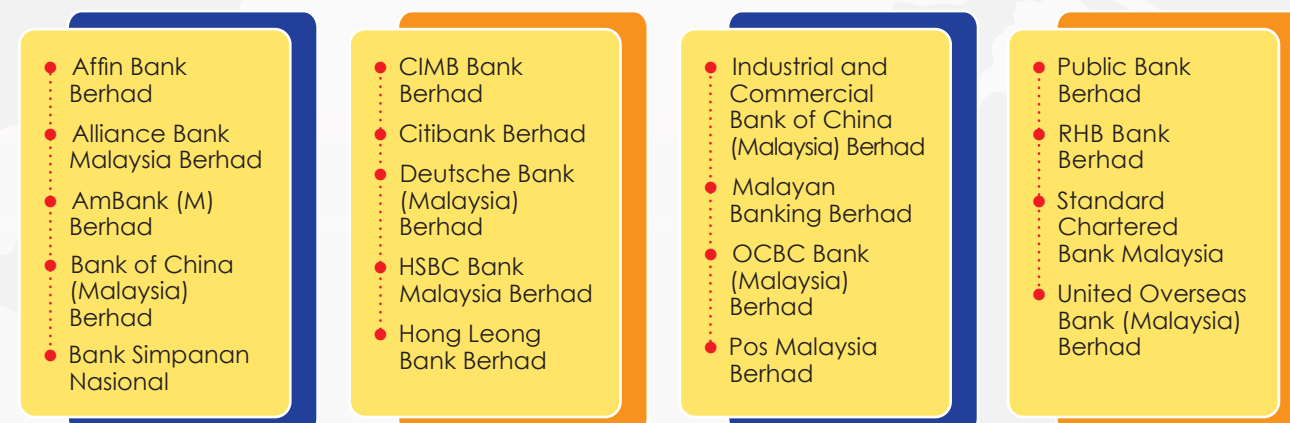 Affin Bank
Berhad
Alliance Bank
Malaysia Berhad
AmBank (M)
Berhad
Bank of China
(Malaysia)
Berhad
Bank Simpanan
Nasional
CIMB Bank
Berhad
Citibank Berhad
Deutsche Bank
(Malaysia)
Berhad
HSBC Bank
Malaysia Berhad
Hong Leong
Bank Berhad
Industrial and
Commercial
Bank of China
(Malaysia) Berhad
Malayan
Banking Berhad
OCBC Bank
(Malaysia)
Berhad
Pos Malaysia
Berhad
Public Bank
Berhad
RHB Bank
Berhad
Standard
Chartered
Bank Malaysia
United Overseas
Bank (Malaysia)
Berhad